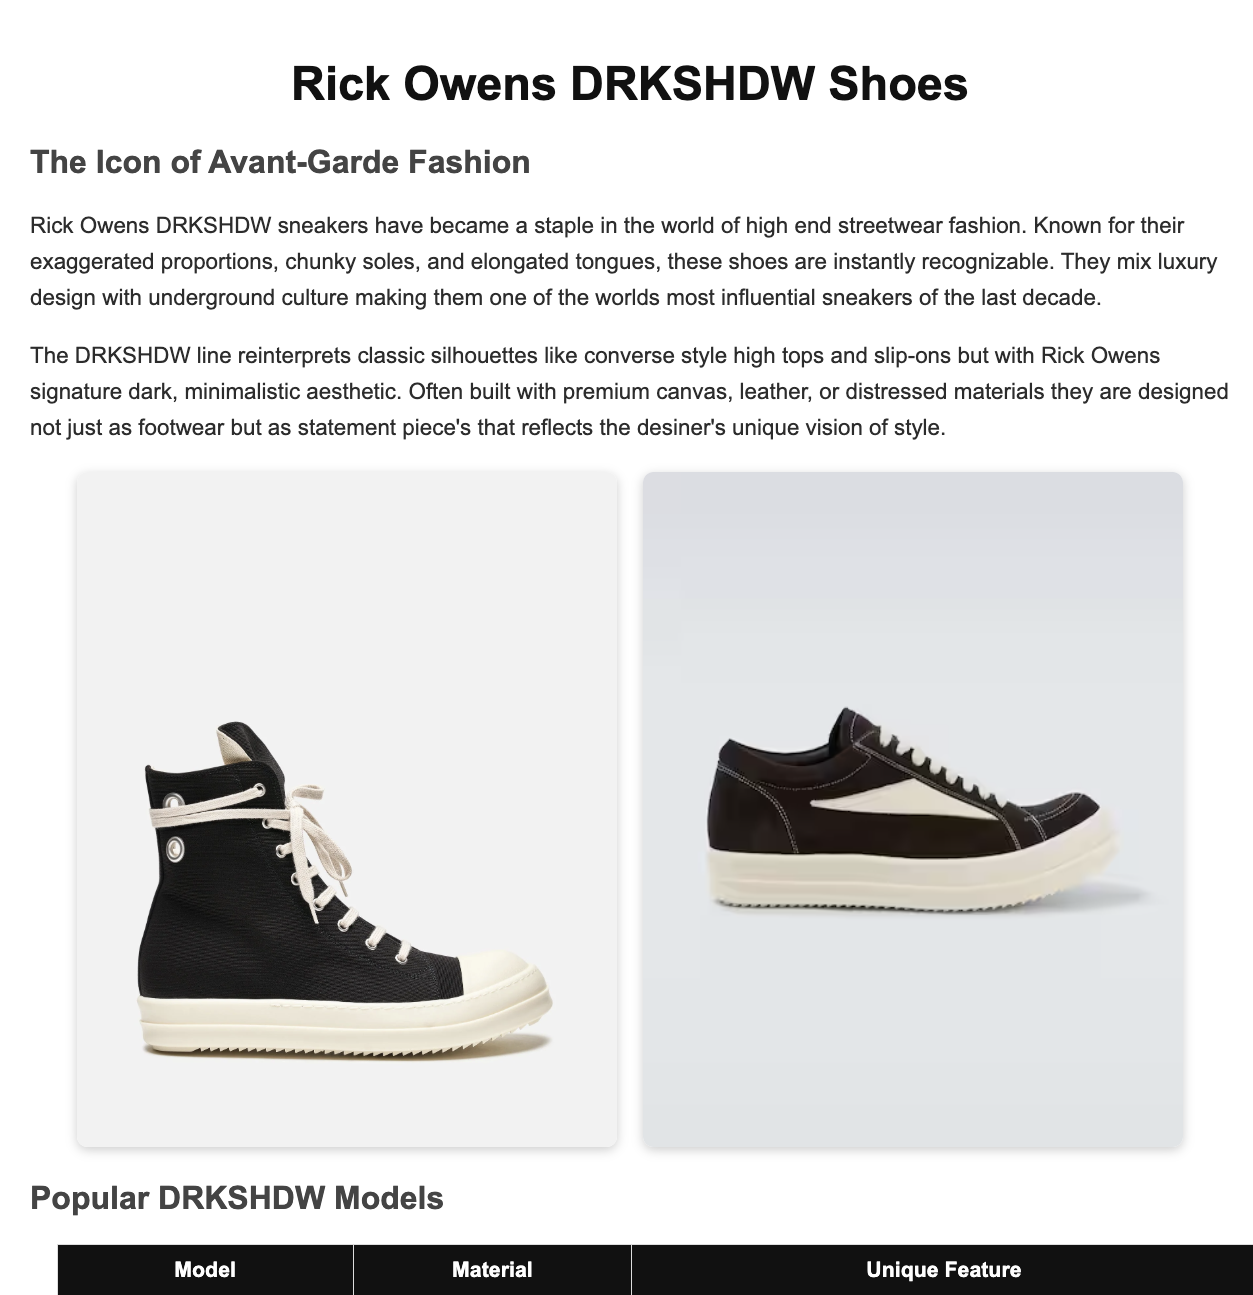 Rick Owens DRKSHDW Shoes
The Icon of Avant-Garde Fashion
Rick Owens DRKSHDW sneakers have became a staple in the world of high end streetwear fashion. Known for their
exaggerated proportions, chunky soles, and elongated tongues, these shoes are instantly recognizable. They mix luxury
design with underground culture making them one of the worlds most influential sneakers of the last decade.
The DRKSHDW line reinterprets classic silhouettes like converse style high tops and slip-ons but with Rick Owens
signature dark, minimalistic aesthetic. Often built with premium canvas, leather, or distressed materials they are designed
not just as footwear but as statement piece's that reflects the desiner's unique vision of style.
Popular DRKSHDW Models
Model Material Unique Feature